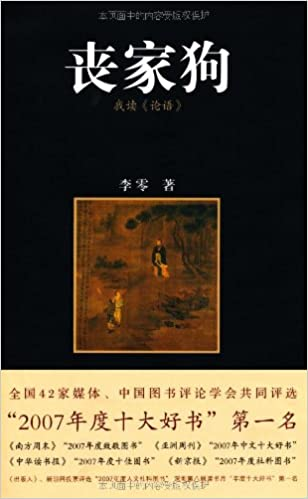 本页面中的内容受版权保护
丧家狗
我读《论语》
李零 著
全国42家媒体、中国图书评论学会共同评选
“2007年度十大好书”第一名
《南方周末》“2007年度致敬图书” 《亚洲周刊》“2007年中文十大好书”
《中华读书报》“2007年度十佳图书” 《新京报》“2007年度社科图书”
本页面中的内容受版权保护